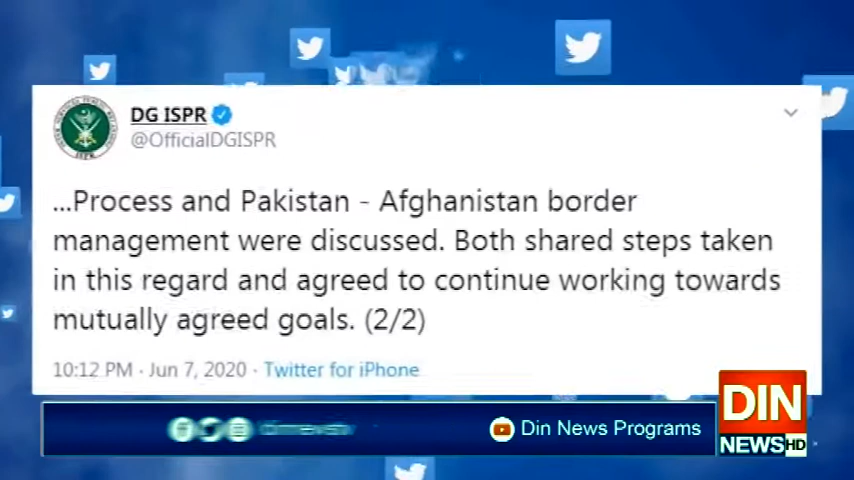 DG ISPR
@OfficialDGISPR
...Process and Pakistan - Afghanistan border
management were discussed. Both shared steps taken
in this regard and agreed to continue working towards
mutually agreed goals. (2/2)
10:12 PM · Jun 7, 2020 · Twitter for iPhone
Din News Programs
DIN
NEWS HD